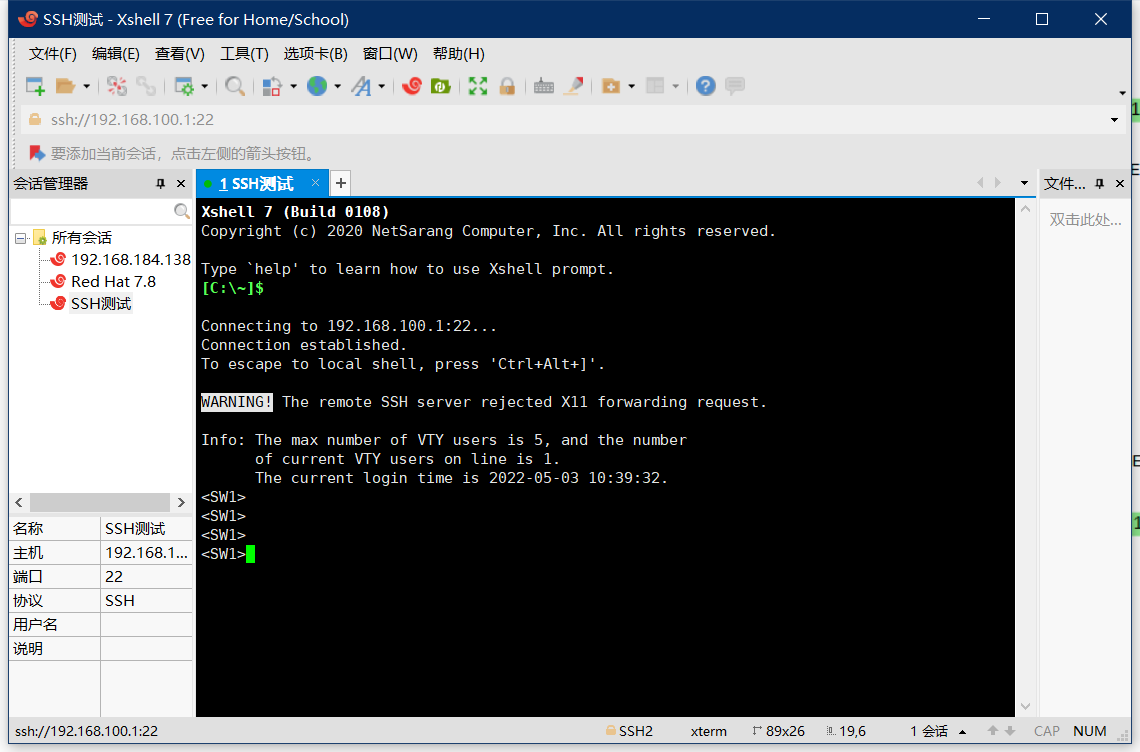 SSH测试 - Xshell 7 (Free for Home/School)
文件(F) 编辑(E) 查看(V) 工具(T) 选项卡(B) 窗口(W) 帮助(H)
ssh://192.168.100.1:22
要添加当前会话，点击左侧的箭头按钮。
会话管理器
1 SSH测试
文件...
双击此处...
所有会话
192.168.184.138
Red Hat 7.8
SSH测试
名称 SSH测试
主机 192.168.1...
端口 22
协议 SSH
用户名
说明
Xshell 7 (Build 0108)
Copyright (c) 2020 NetSarang Computer, Inc. All rights reserved.
Type `help' to learn how to use Xshell prompt.
[C:\~]$
Connecting to 192.168.100.1:22...
Connection established.
To escape to local shell, press 'Ctrl+Alt+]'.
WARNING! The remote SSH server rejected X11 forwarding request.
Info: The max number of VTY users is 5, and the number
of current VTY users on line is 1.
The current login time is 2022-05-03 10:39:32.
<SW1>
<SW1>
<SW1>
<SW1>
ssh://192.168.100.1:22 SSH2 xterm 89x26 19,6 1 会话 CAP NUM